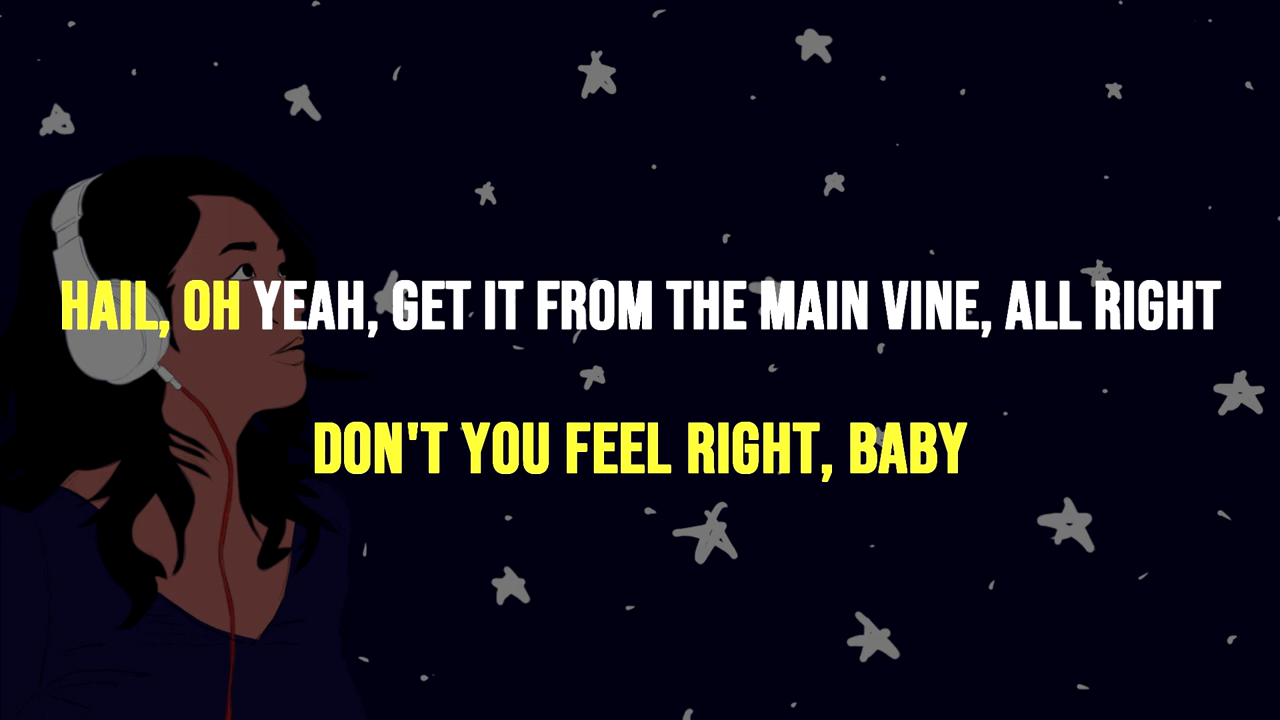 HAIL, OH YEAH, GET IT FROM THE MAIN VINE, ALL RIGHT
DON'T YOU FEEL RIGHT, BABY